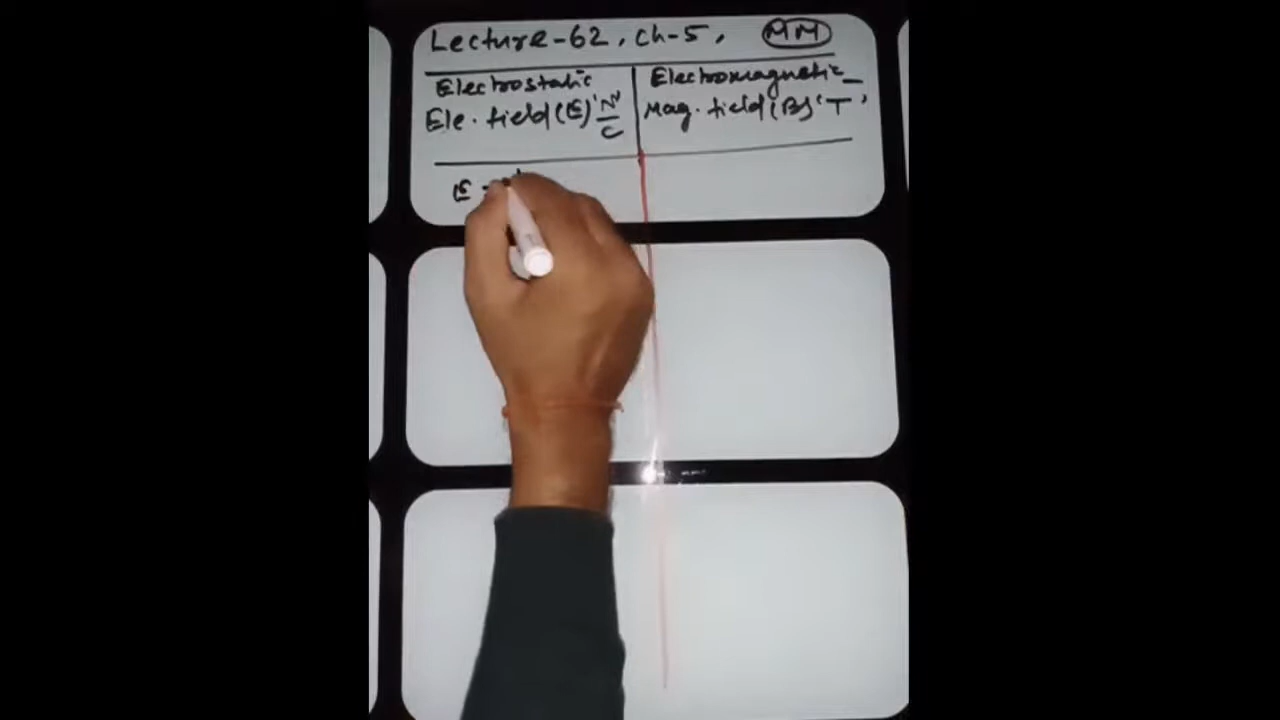 Lecture-62, Ch-5, MM
Electrostatic
Ele. field (E) 'N/C'
Electromagnetic
Mag. field (B) 'T'
E